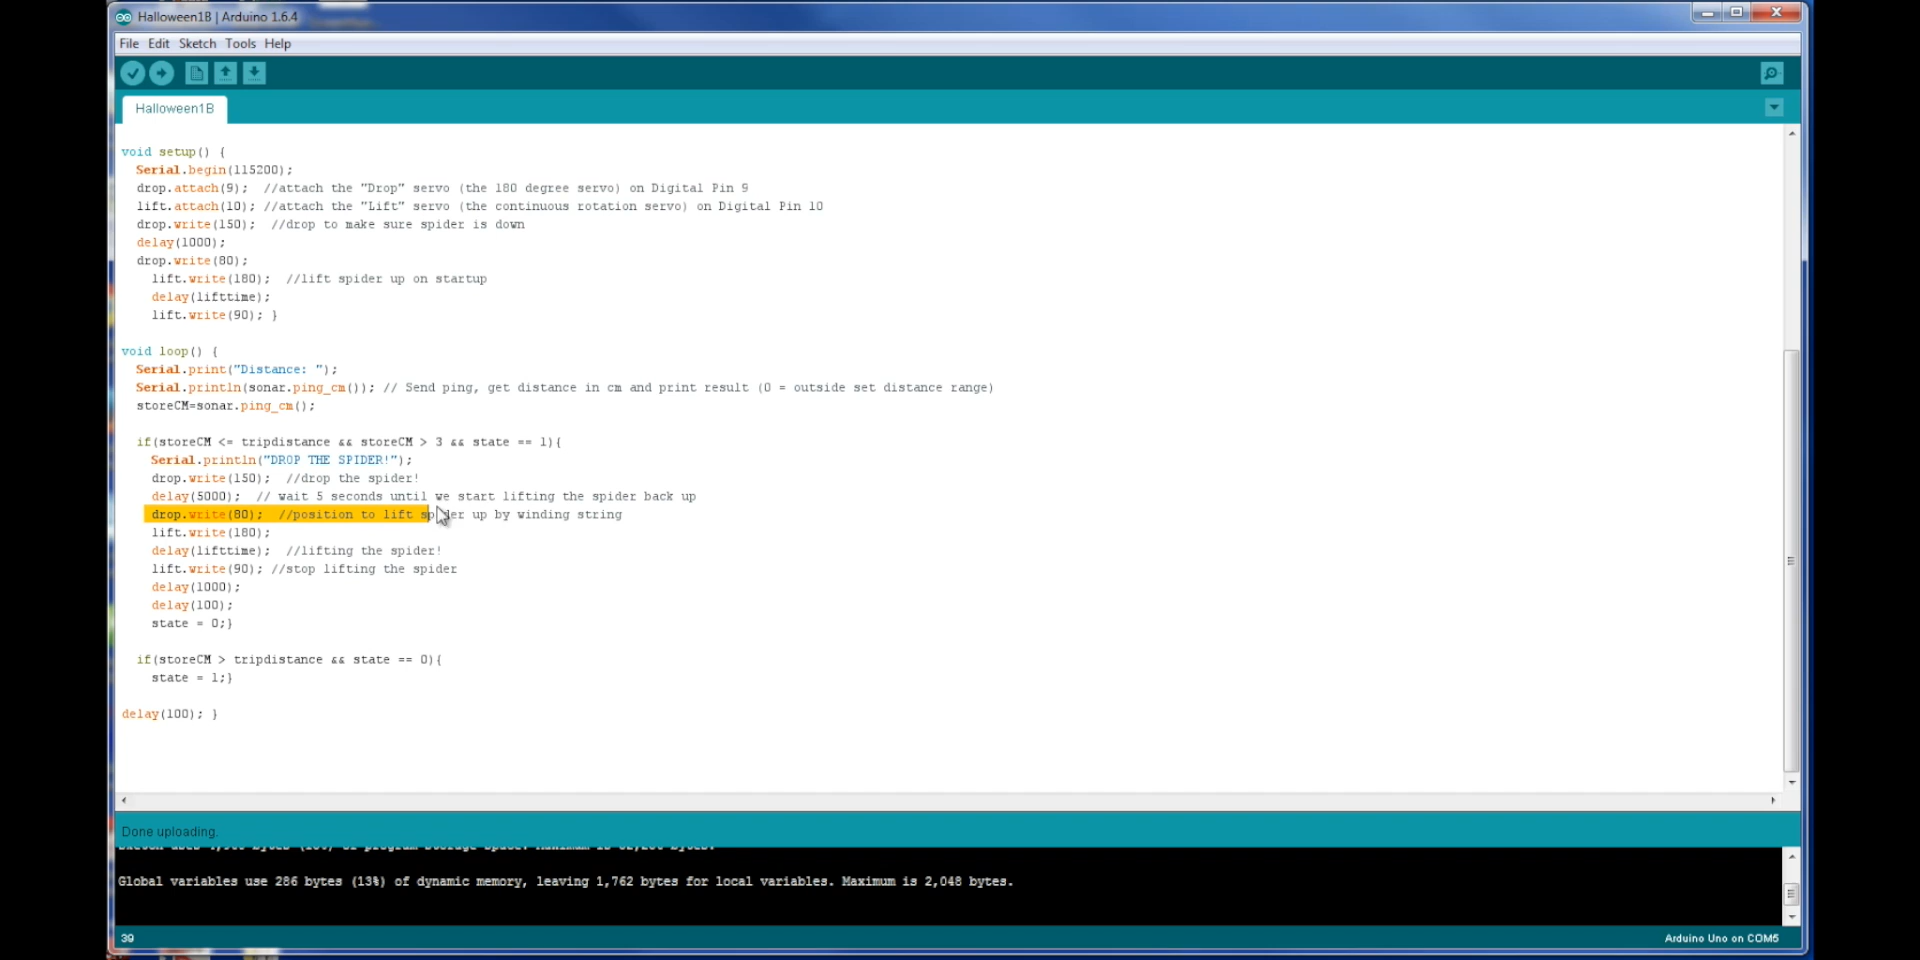 Halloween1B | Arduino 1.6.4
File Edit Sketch Tools Help
Halloween1B
void setup() {
Serial.begin(115200);
drop.attach(9); //attach the "Drop" servo (the 180 degree servo) on Digital Pin 9
lift.attach(10); //attach the "Lift" servo (the continuous rotation servo) on Digital Pin 10
drop.write(150); //drop to make sure spider is down
delay(1000);
drop.write(80);
lift.write(180); //lift spider up on startup
delay(lifttime);
lift.write(90); }
void loop() {
Serial.print("Distance: ");
Serial.println(sonar.ping_cm()); // Send ping, get distance in cm and print result (0 = outside set distance range)
storeCM=sonar.ping_cm();
if(storeCM <= tripdistance && storeCM > 3 && state == 1){
Serial.println("DROP THE SPIDER!");
drop.write(150); //drop the spider!
delay(5000); // wait 5 seconds until we start lifting the spider back up
drop.write(80); //position to lift spider up by winding string
lift.write(180);
delay(lifttime); //lifting the spider!
lift.write(90); //stop lifting the spider
delay(1000);
delay(100);
state = 0;}
if(storeCM > tripdistance && state == 0){
state = 1;}
delay(100); }
Done uploading.
of program storage space. Maximum is bytes.
Global variables use 286 bytes (13%) of dynamic memory, leaving 1,762 bytes for local variables. Maximum is 2,048 bytes.
39
Arduino Uno on COM5